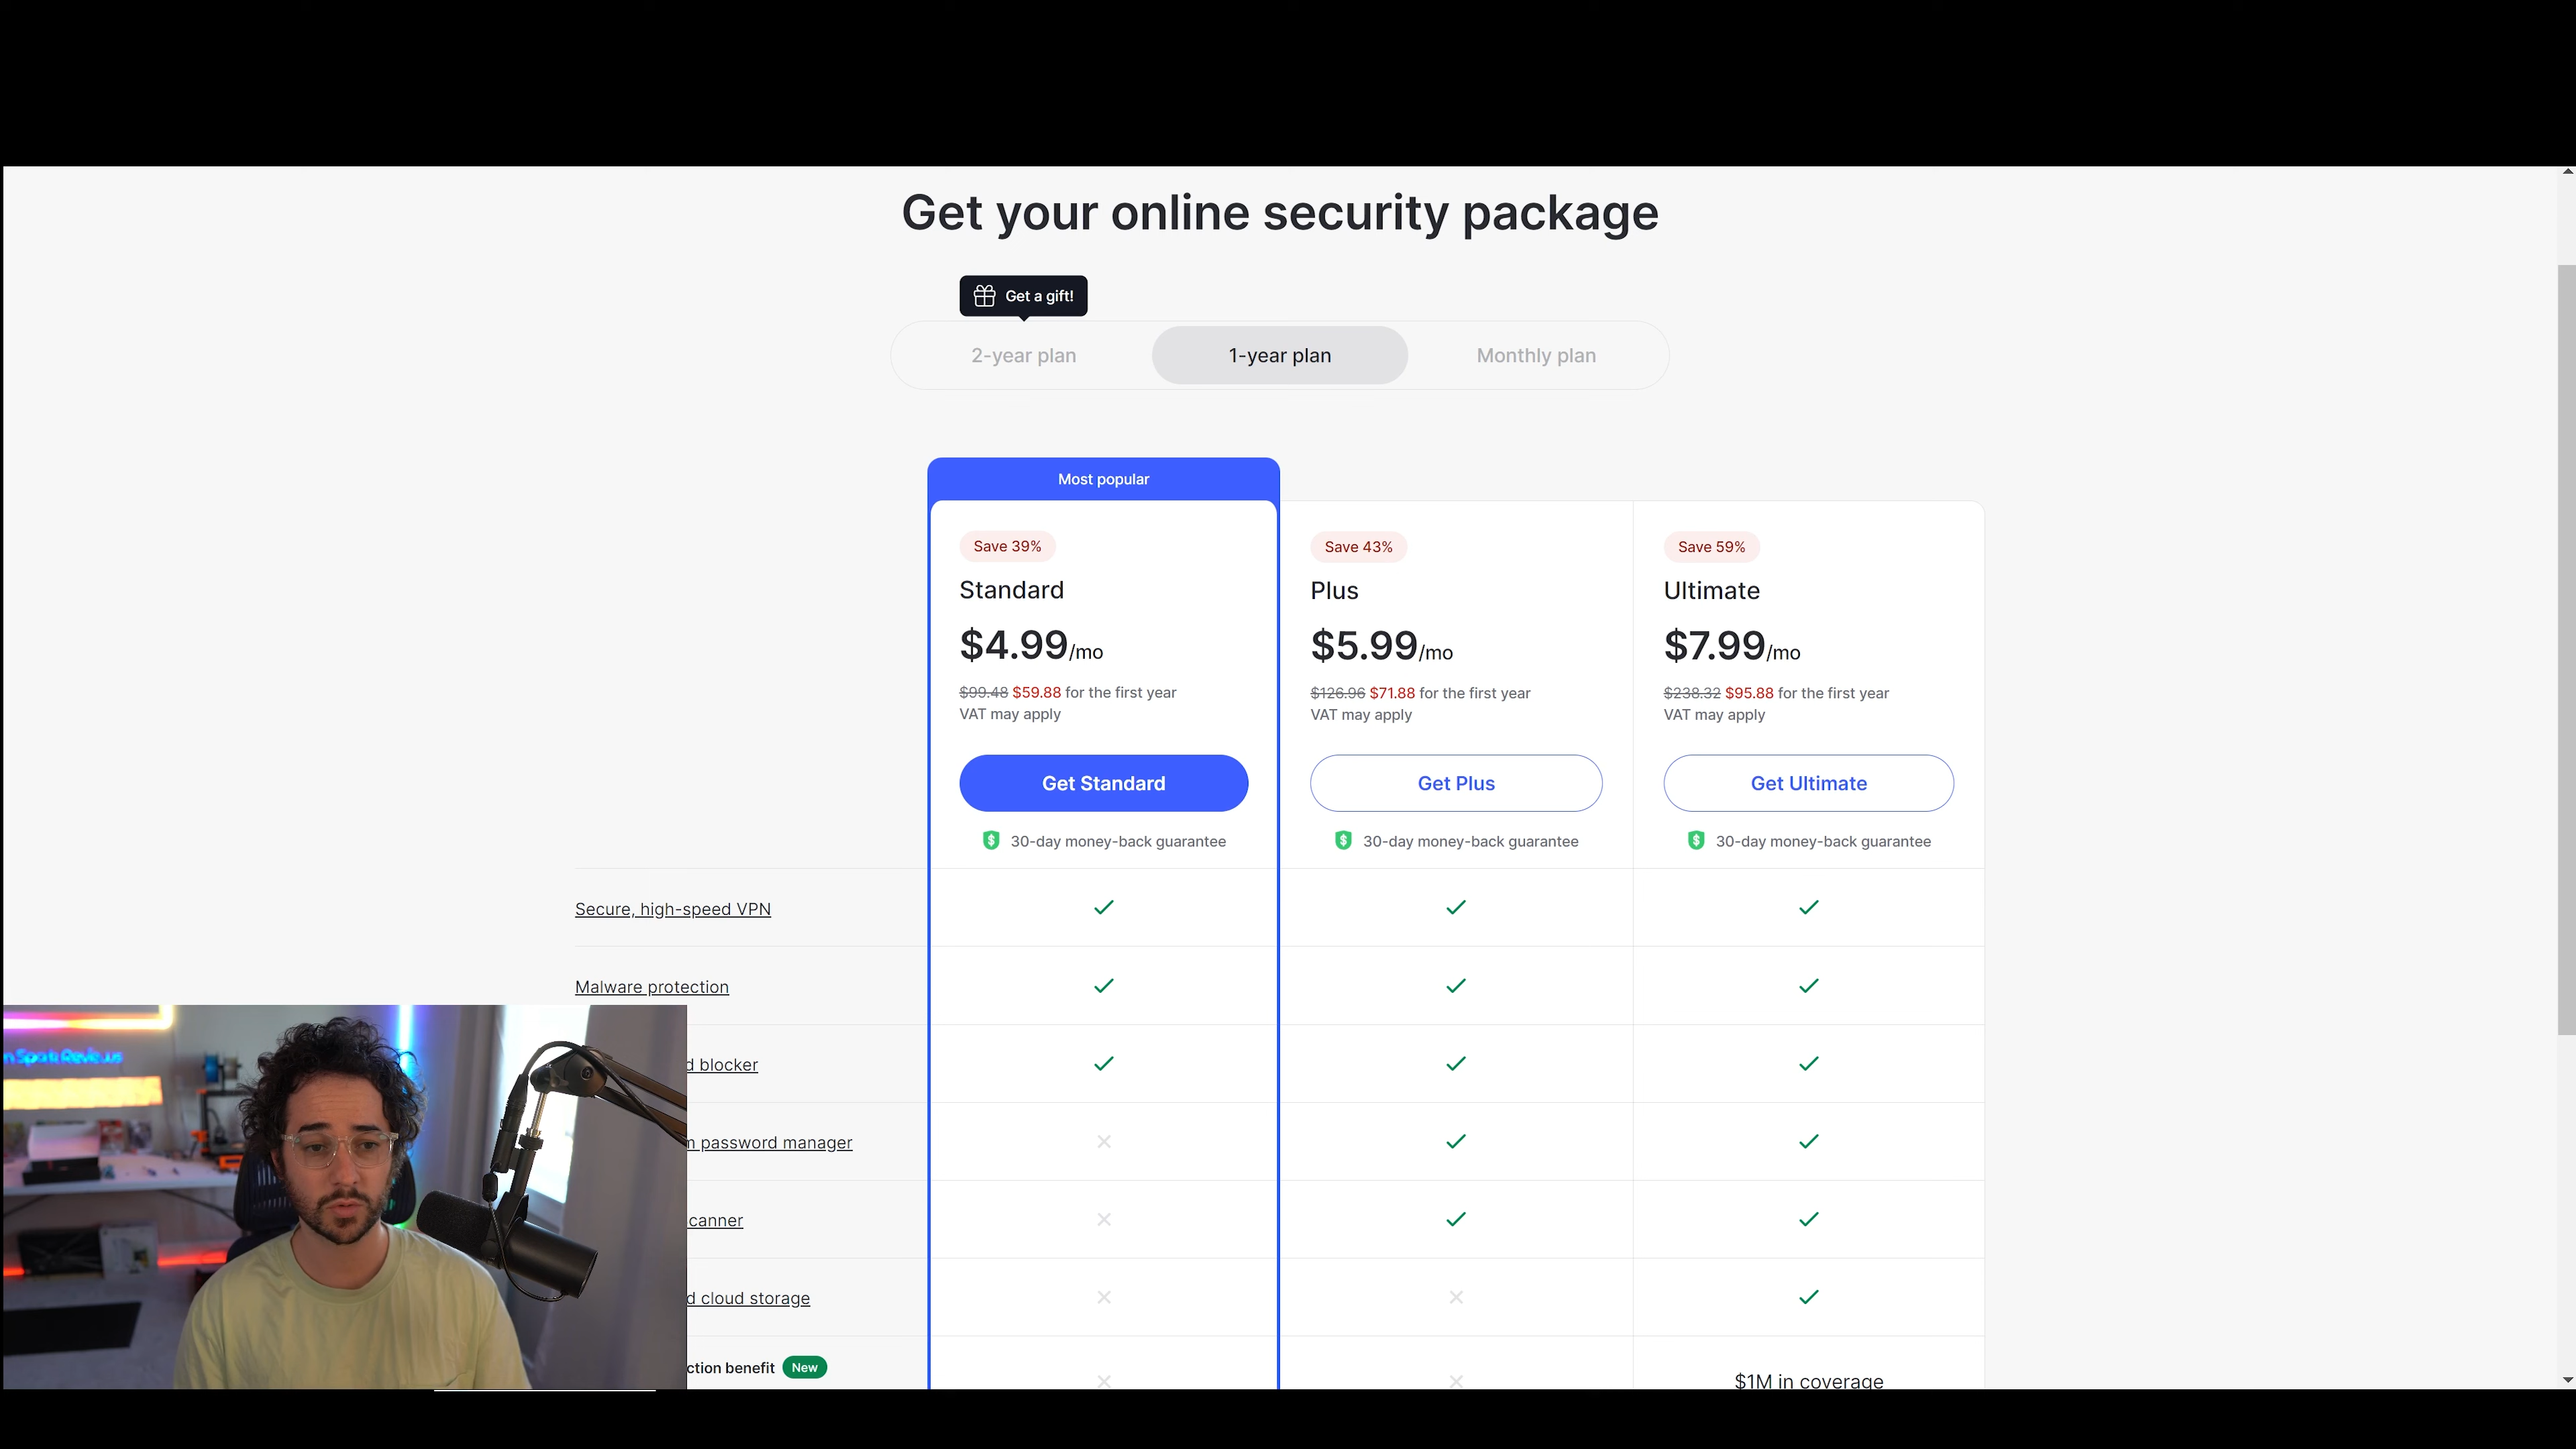 Get your online security package
Get a gift!
2-year plan
1-year plan
Monthly plan
Most popular
Save 39%
Standard
$4.99/mo
$99.48 $59.88 for the first year
VAT may apply
Get Standard
30-day money-back guarantee
Save 43%
Plus
$5.99/mo
$126.96 $71.88 for the first year
VAT may apply
Get Plus
30-day money-back guarantee
Save 59%
Ultimate
$7.99/mo
$238.32 $95.88 for the first year
VAT may apply
Get Ultimate
30-day money-back guarantee
Secure, high-speed VPN
Malware protection
d blocker
m password manager
canner
d cloud storage
ction benefit New
$1M in coverage
Reviews